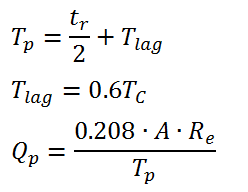 T_p = t_r/2 + T_lag
T_lag = 0.6T_C
Q_p = 0.208 · A · R_e / T_p